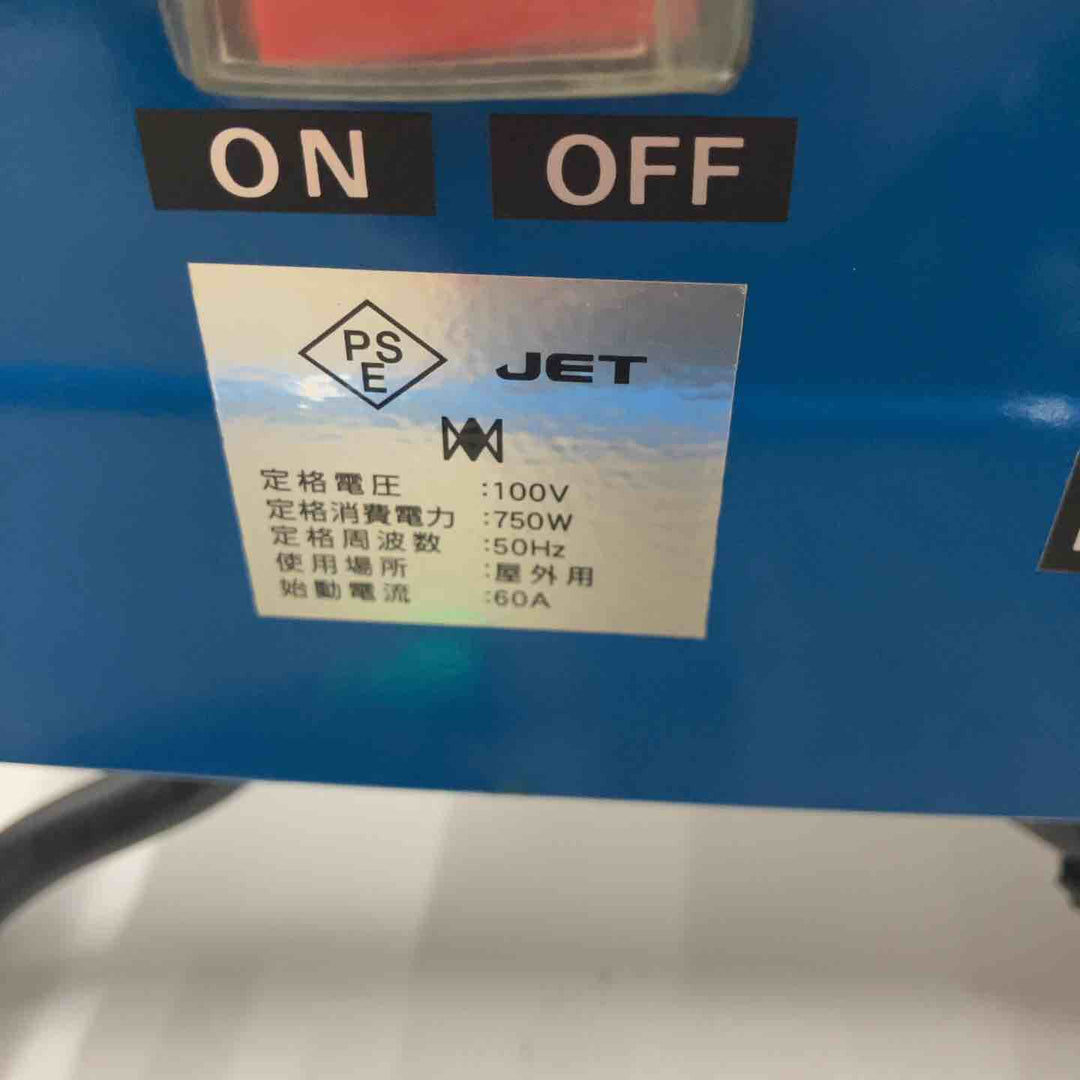 ON OFF
PSE JET
定格電圧 :100V
定格消費電力 :750W
定格周波数 :50Hz
使用場所 :屋外用
始動電流 :60A